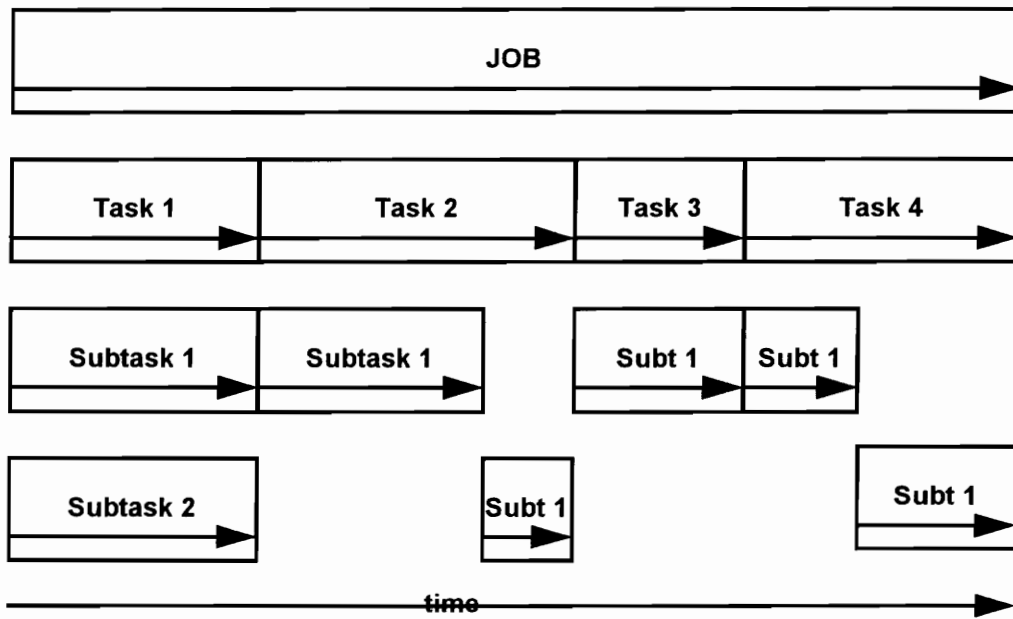 JOB
Task 1 Task 2 Task 3 Task 4
Subtask 1 Subtask 1 Subt 1 Subt 1
Subtask 2 Subt 1 Subt 1
time